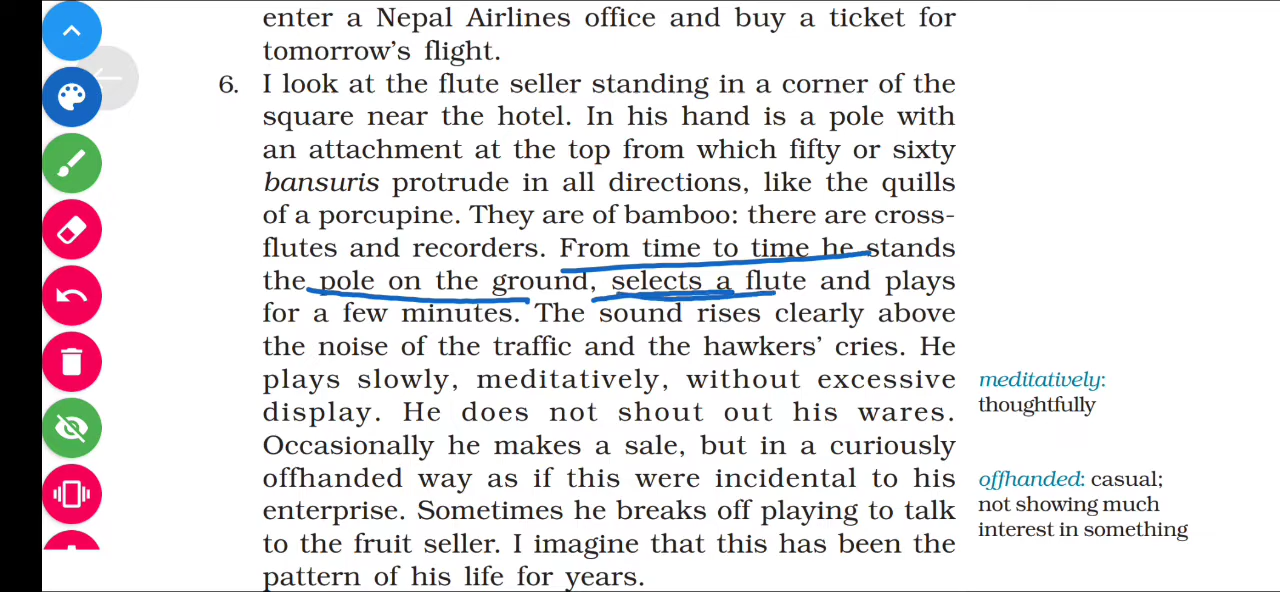 enter a Nepal Airlines office and buy a ticket for
tomorrow's flight.
6. I look at the flute seller standing in a corner of the
square near the hotel. In his hand is a pole with
an attachment at the top from which fifty or sixty
bansuris protrude in all directions, like the quills
of a porcupine. They are of bamboo: there are cross-
flutes and recorders. From time to time he stands
the pole on the ground, selects a flute and plays
for a few minutes. The sound rises clearly above
the noise of the traffic and the hawkers' cries. He
plays slowly, meditatively, without excessive
display. He does not shout out his wares.
Occasionally he makes a sale, but in a curiously
offhanded way as if this were incidental to his
enterprise. Sometimes he breaks off playing to talk
to the fruit seller. I imagine that this has been the
pattern of his life for years.
meditatively:
thoughtfully
offhanded: casual;
not showing much
interest in something